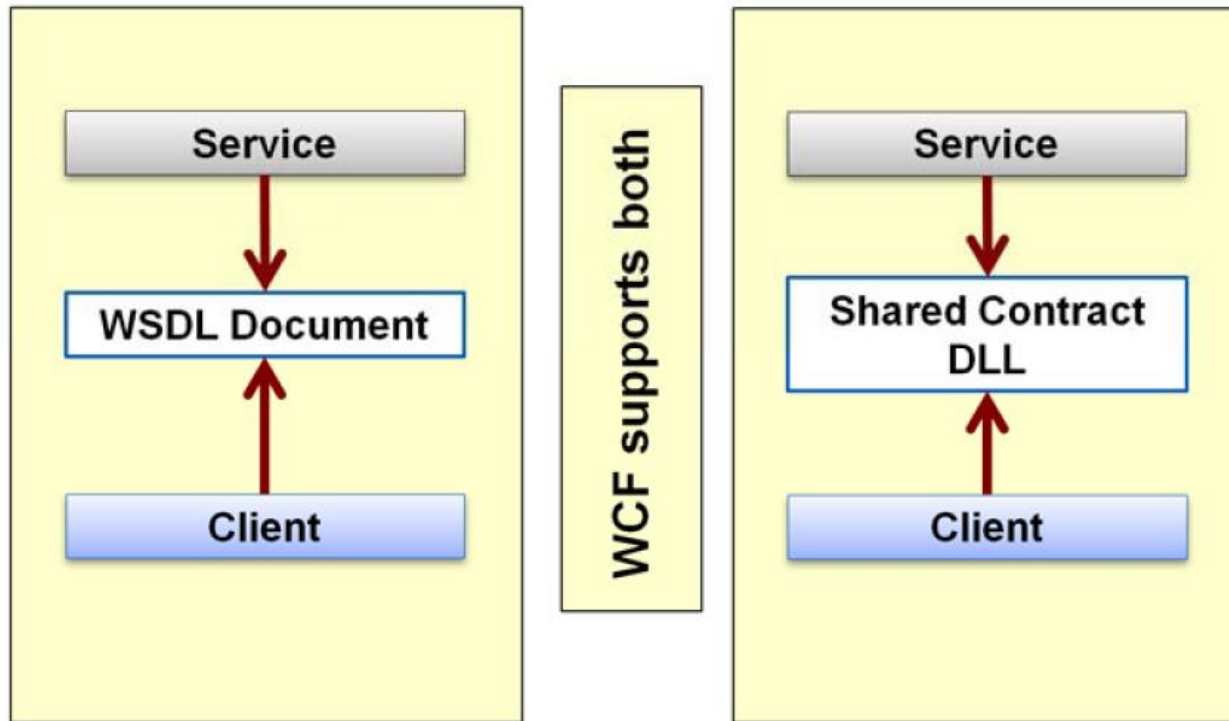 Service
WSDL Document
Client
WCF supports both
Service
Shared Contract
DLL
Client